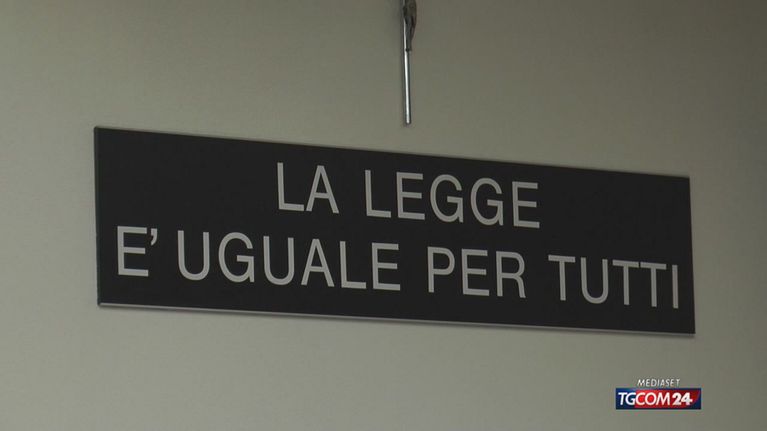 LA LEGGE
E' UGUALE PER TUTTI
MEDIASET
TGCOM24